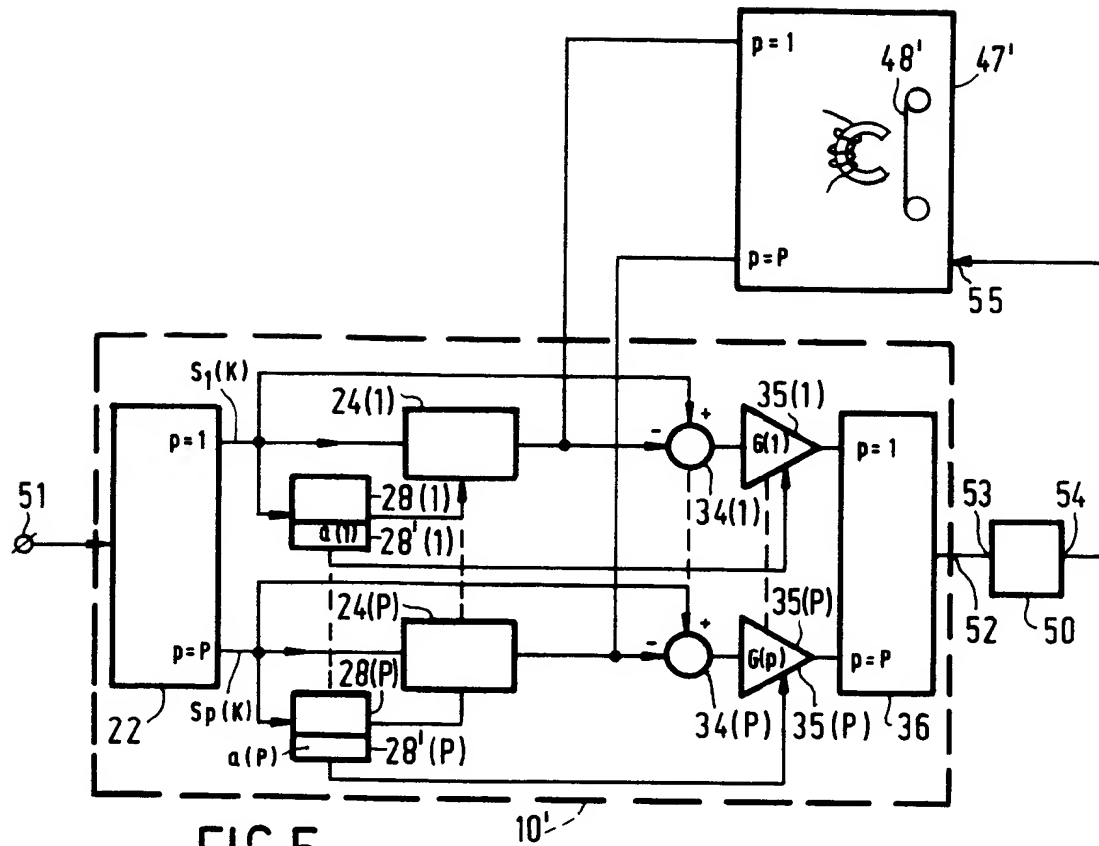 p=1
48'
47'
p=P
55
S1(K)
24(1)
+
35(1)
p=1
-
G(1)
p=1
51
28(1)
34(1)
53
54
a(1)
28'(1)
24(P)
+
35(P)
52
50
p=P
-
G(p)
p=P
28(P)
22
Sp(K)
34(P)
35(P)
36
a(P)
28'(P)
10'